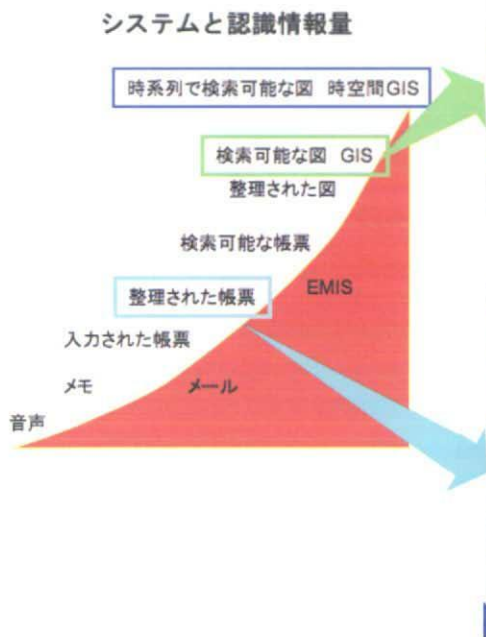 システムと認識情報量
時系列で検索可能な図 時空間GIS
検索可能な図 GIS
整理された図
検索可能な帳票
整理された帳票
EMIS
入力された帳票
メモ
メール
音声